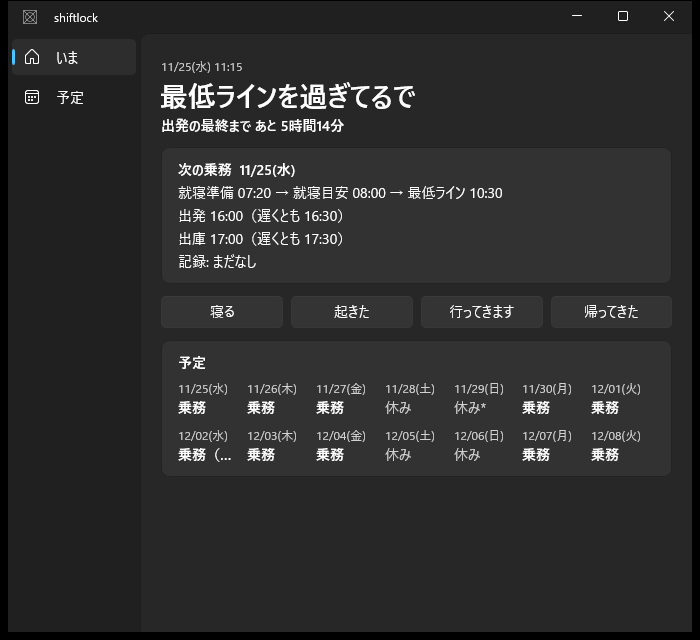 shiftlock
いま
予定
11/25(水) 11:15
最低ラインを過ぎてるで
出発の最終まで あと 5時間14分
次の乗務 11/25(水)
就寝準備 07:20 → 就寝目安 08:00 → 最低ライン 10:30
出発 16:00（遅くとも 16:30）
出庫 17:00（遅くとも 17:30）
記録: まだなし
寝る 起きた 行ってきます 帰ってきた
予定
11/25(水) 11/26(木) 11/27(金) 11/28(土) 11/29(日) 11/30(月) 12/01(火)
乗務 乗務 乗務 休み 休み* 乗務 乗務
12/02(水) 12/03(木) 12/04(金) 12/05(土) 12/06(日) 12/07(月) 12/08(火)
乗務（... 乗務 乗務 休み 休み 乗務 乗務